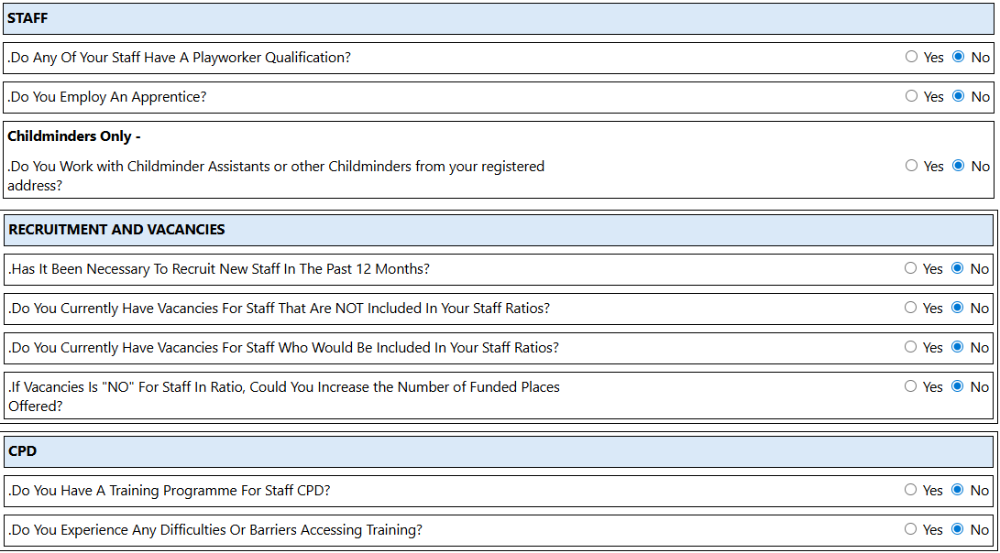 STAFF
.Do Any Of Your Staff Have A Playworker Qualification? Yes No
.Do You Employ An Apprentice? Yes No
Childminders Only -
.Do You Work with Childminder Assistants or other Childminders from your registered Yes No
address?
RECRUITMENT AND VACANCIES
.Has It Been Necessary To Recruit New Staff In The Past 12 Months? Yes No
.Do You Currently Have Vacancies For Staff That Are NOT Included In Your Staff Ratios? Yes No
.Do You Currently Have Vacancies For Staff Who Would Be Included In Your Staff Ratios? Yes No
.If Vacancies Is "NO" For Staff In Ratio, Could You Increase the Number of Funded Places Yes No
Offered?
CPD
.Do You Have A Training Programme For Staff CPD? Yes No
.Do You Experience Any Difficulties Or Barriers Accessing Training? Yes No